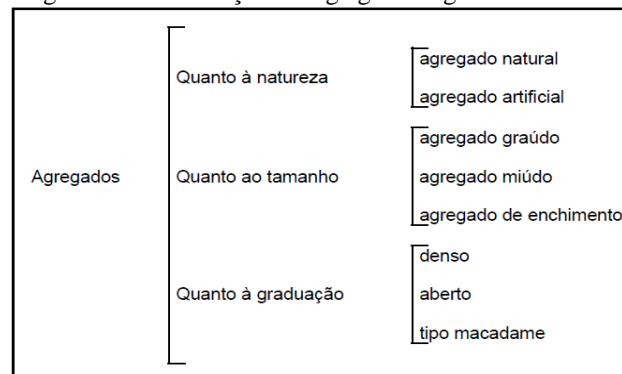 Quanto à natureza
agregado natural
agregado artificial
Agregados
Quanto ao tamanho
agregado graúdo
agregado miúdo
agregado de enchimento
Quanto à graduação
denso
aberto
tipo macadame